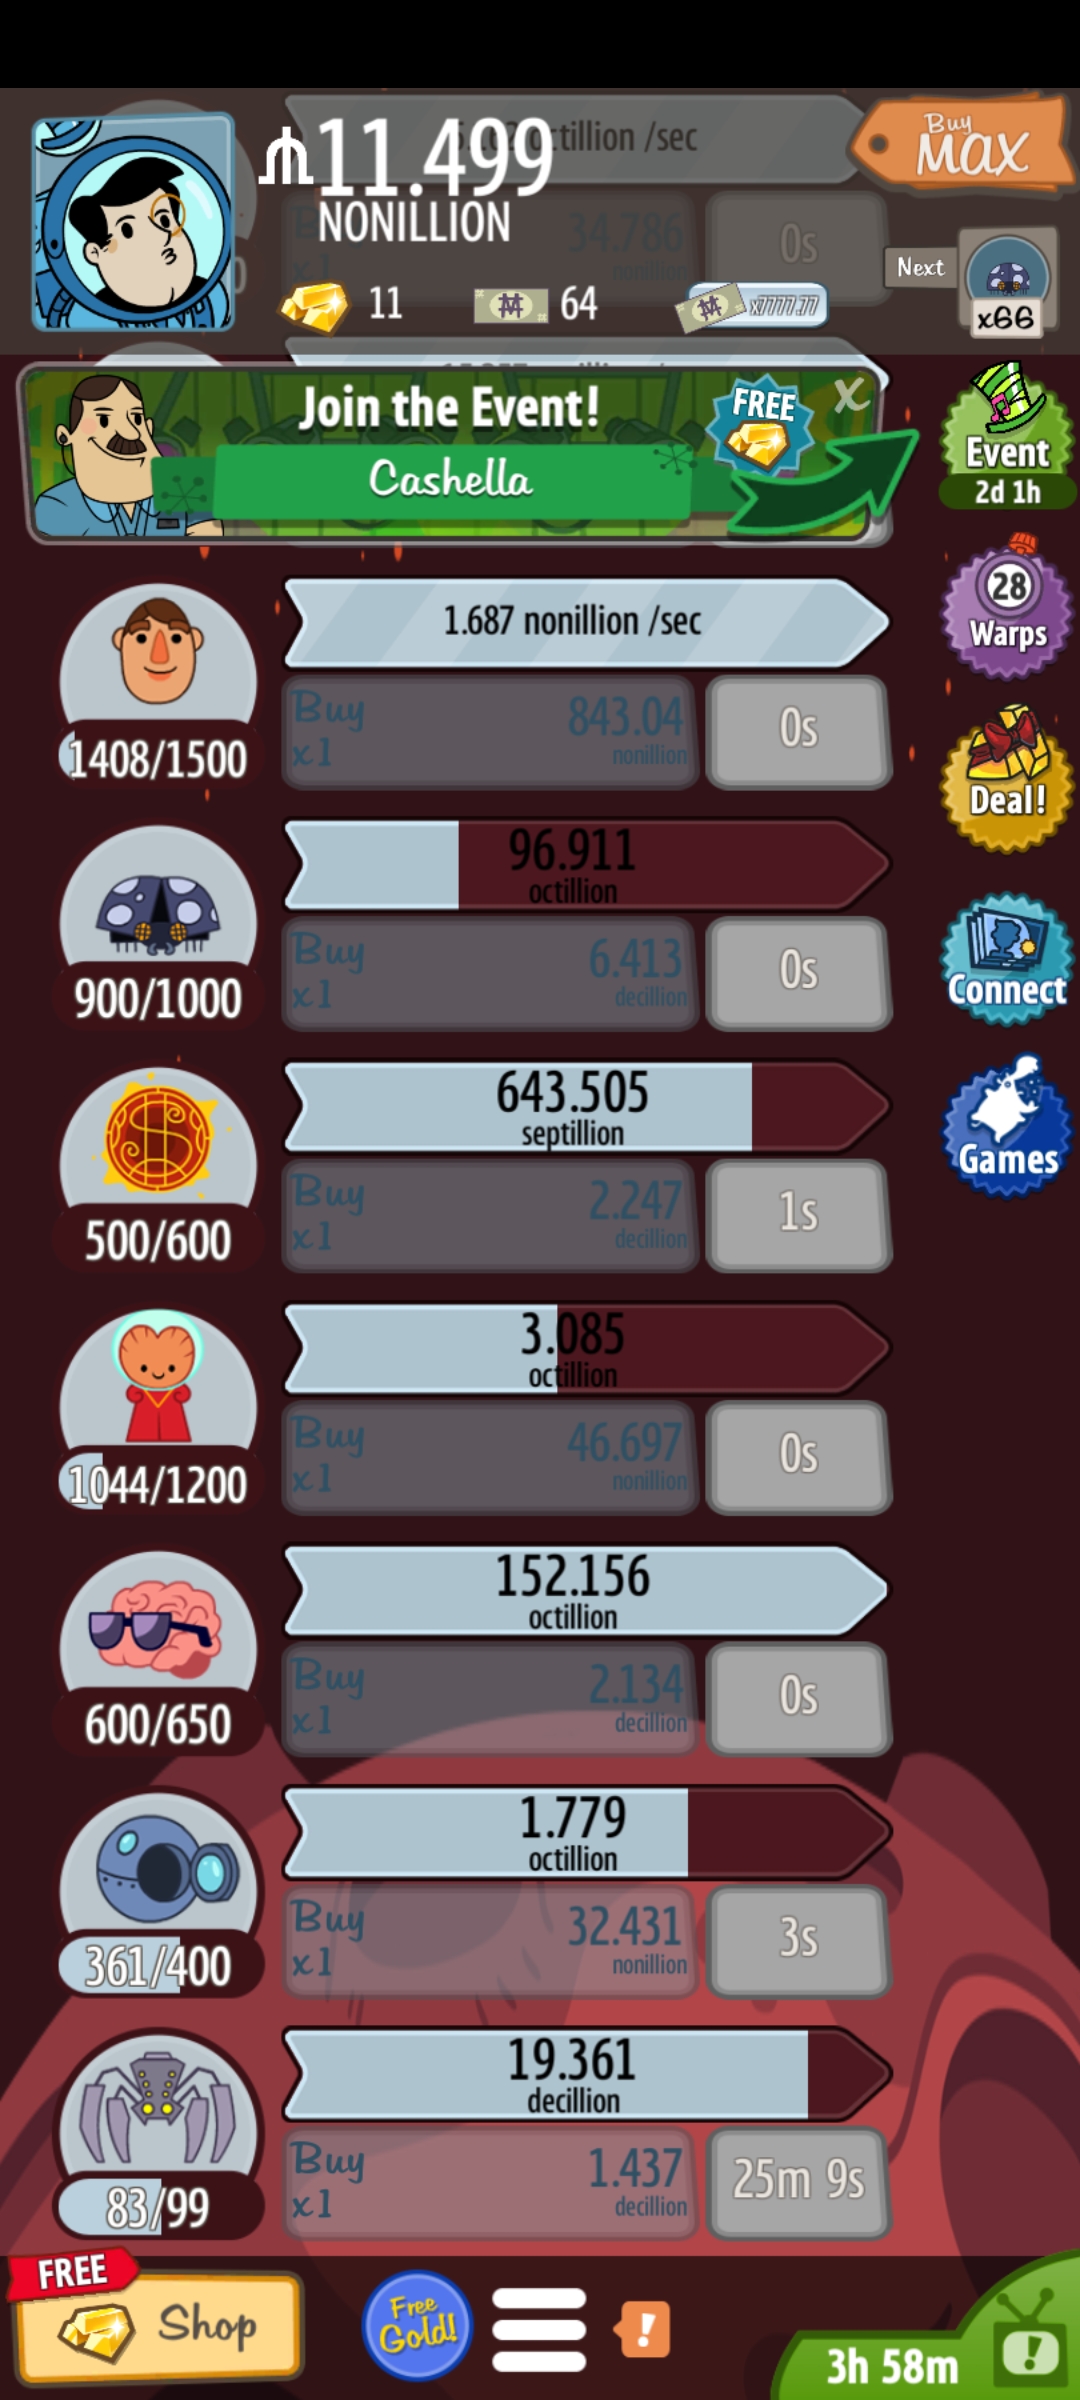 11.499
NONILLION
octillion /sec
Buy
MAX
34.786
nonillion
0s
11
64
x7777.77
Next
x66
Join the Event!
Cashella
FREE
X
Event
2d 1h
1.687 nonillion /sec
Buy
x1
843.04
nonillion
0s
1408/1500
28
Warps
Deal!
96.911
octillion
Buy
x1
6.413
decillion
0s
900/1000
Connect
643.505
septillion
Buy
x1
2.247
decillion
1s
500/600
Games
3.085
octillion
Buy
x1
46.697
nonillion
0s
1044/1200
152.156
octillion
Buy
x1
2.134
decillion
0s
600/650
1.779
octillion
Buy
x1
32.431
nonillion
3s
361/400
19.361
decillion
Buy
x1
1.437
decillion
25m 9s
83/99
FREE
Shop
Free
Gold!
!
3h 58m
!